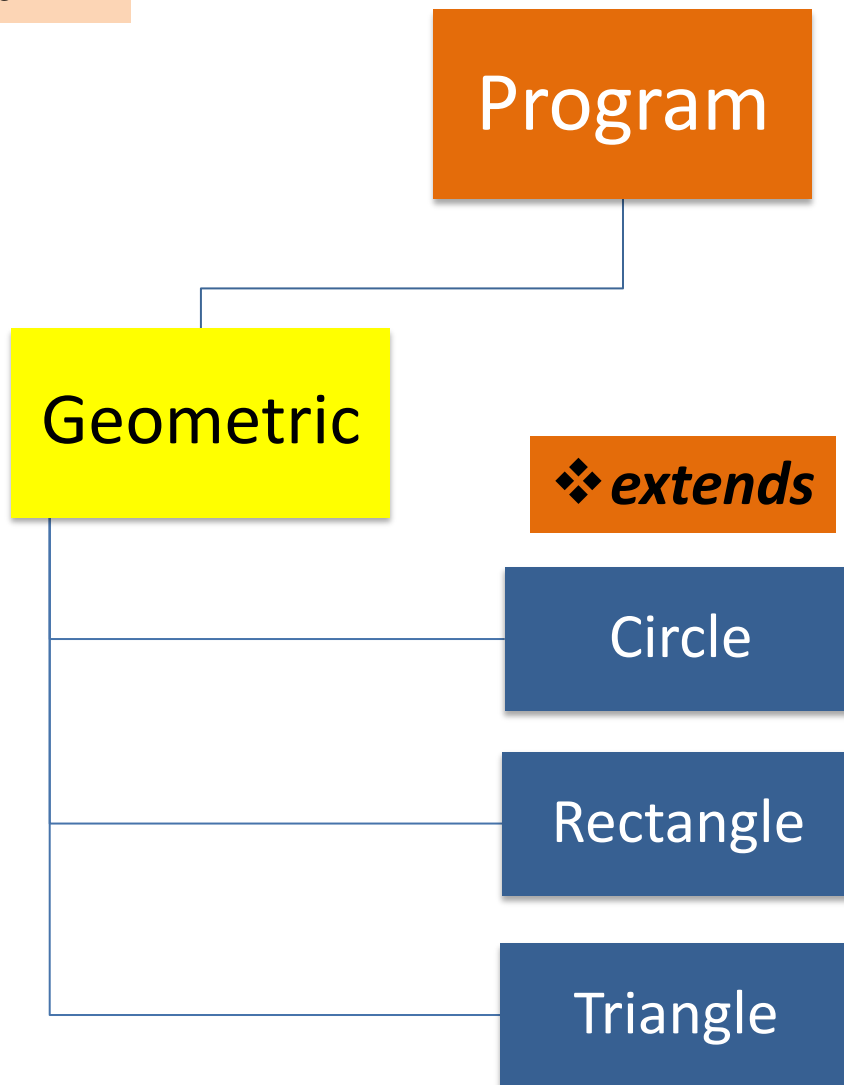 Program
Geometric
❖ extends
Circle
Rectangle
Triangle